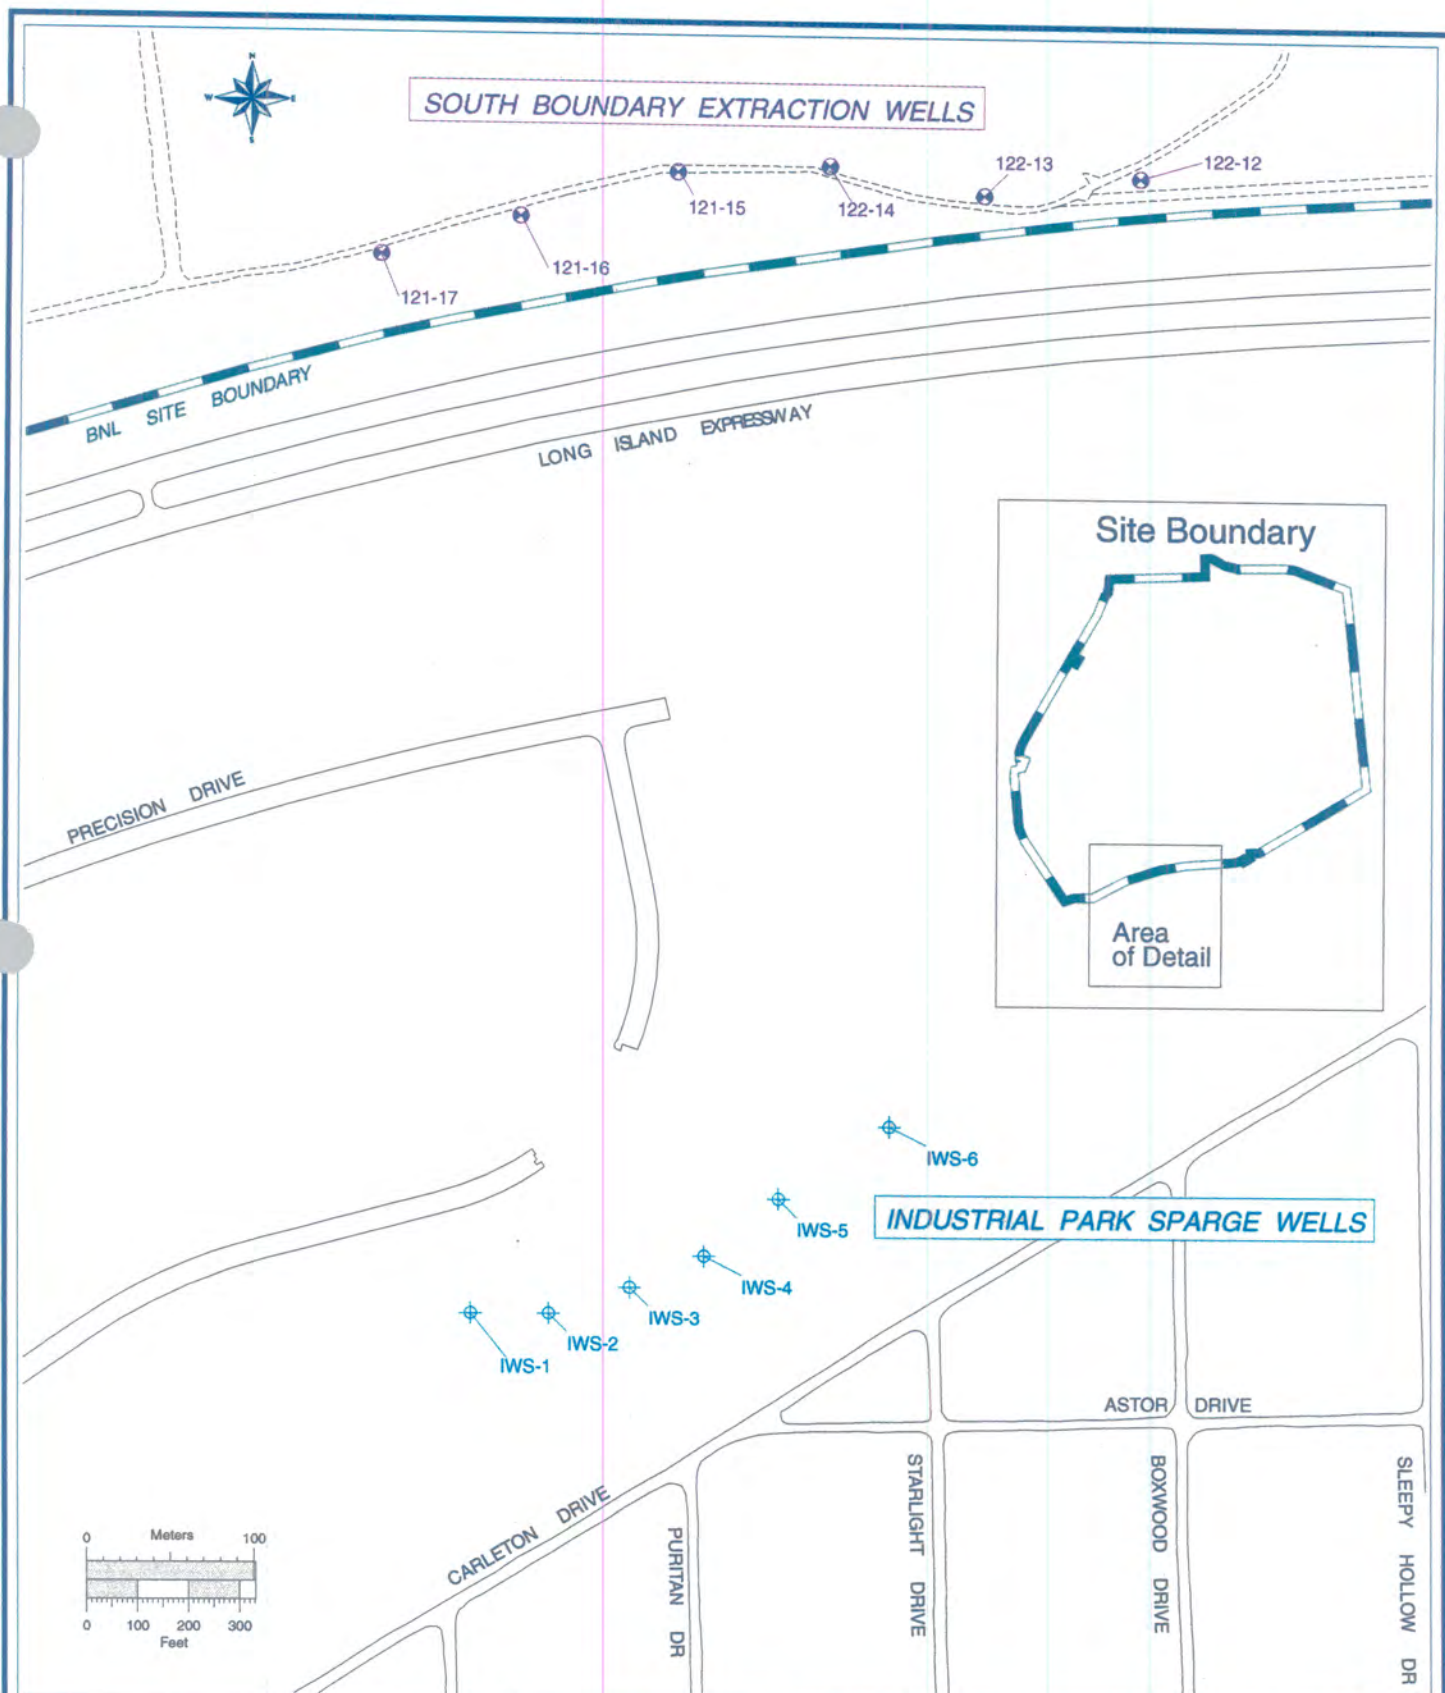 N
W E
S
SOUTH BOUNDARY EXTRACTION WELLS
122-13
122-12
121-15
122-14
121-16
121-17
BNL SITE BOUNDARY
LONG ISLAND EXPRESSWAY
Site Boundary
Area
of Detail
PRECISION DRIVE
IWS-6
INDUSTRIAL PARK SPARGE WELLS
IWS-5
IWS-4
IWS-3
IWS-2
IWS-1
ASTOR DRIVE
CARLETON DRIVE
PURITAN DR
STARLIGHT DRIVE
BOXWOOD DRIVE
SLEEPY HOLLOW DR
0 Meters 100
0 100 200 300
Feet